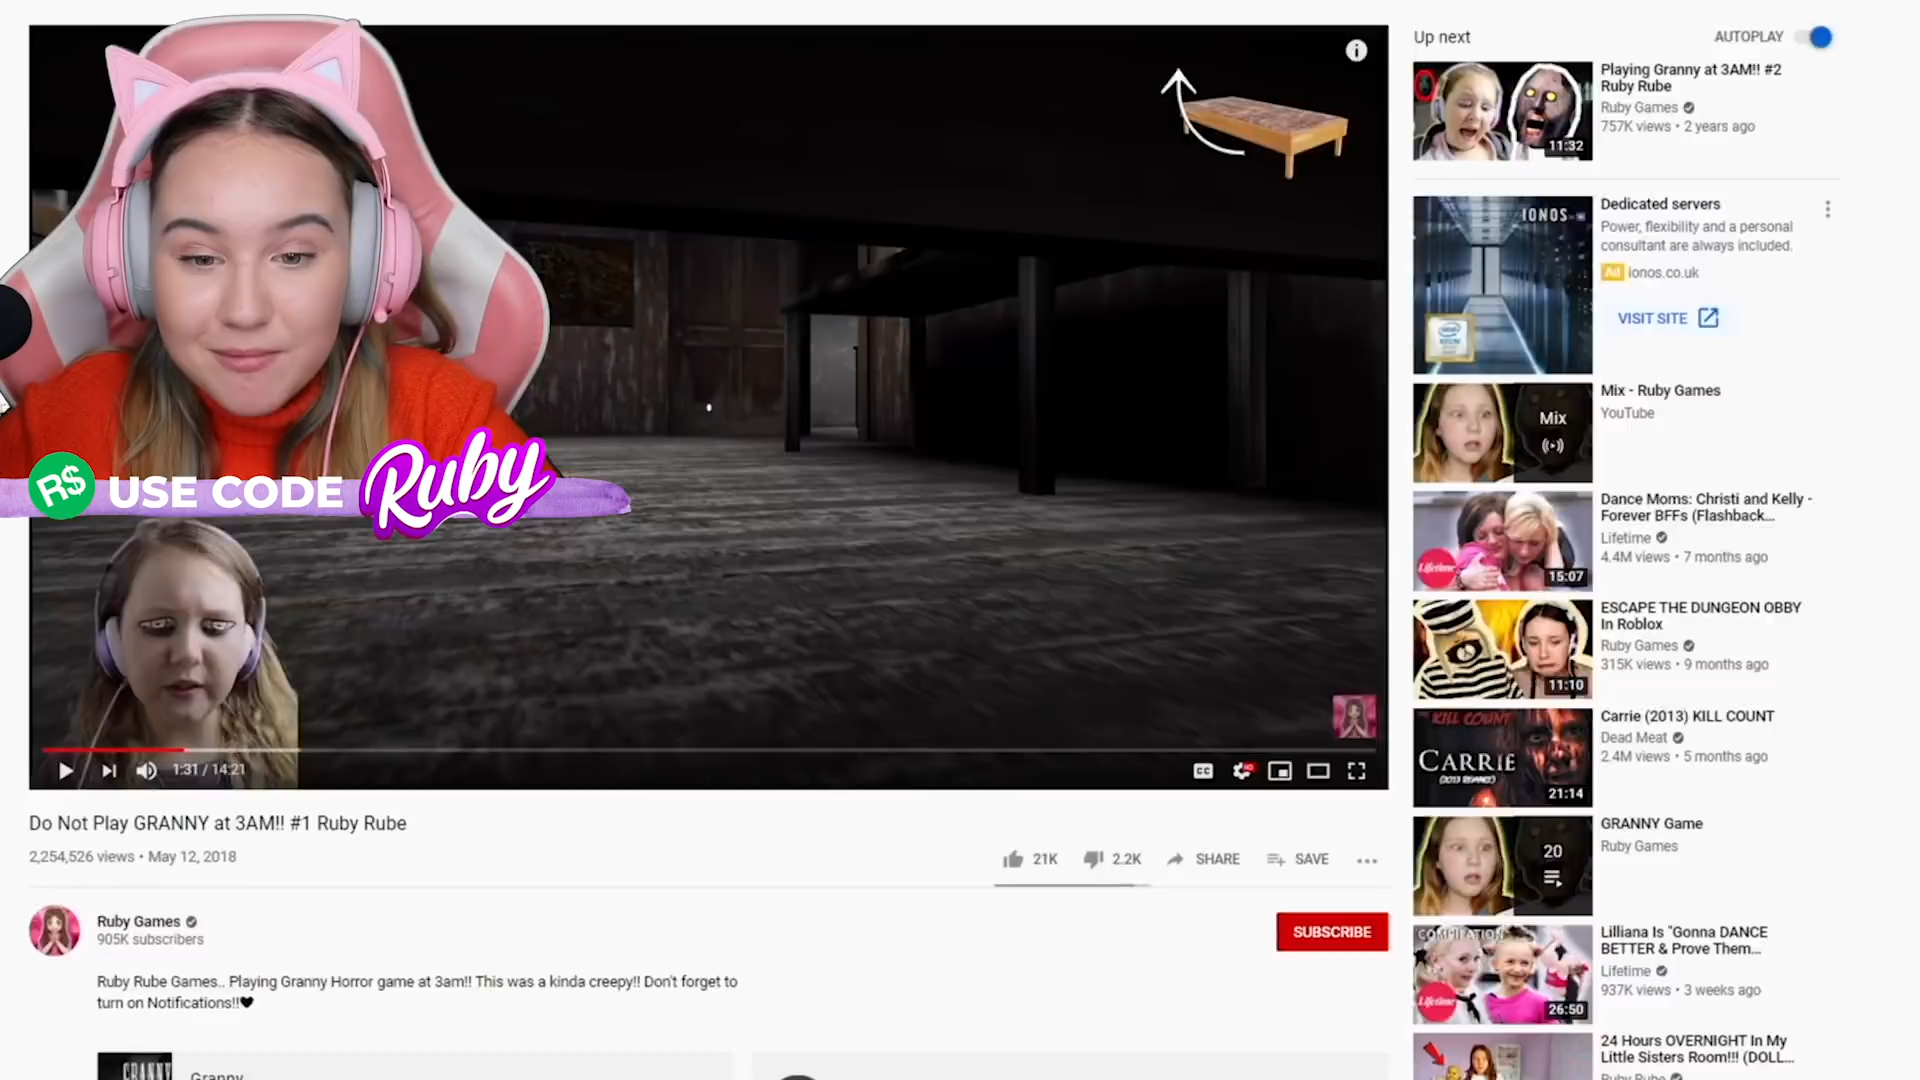 R$ USE CODE Ruby
1:31 / 14:21
CC
HD
Do Not Play GRANNY at 3AM!! #1 Ruby Rube
2,254,526 views • May 12, 2018
21K
2.2K
SHARE
SAVE
Ruby Games
905K subscribers
SUBSCRIBE
Ruby Rube Games.. Playing Granny Horror game at 3am!! This was a kinda creepy!! Don't forget to
turn on Notifications!!🖤
GRANNY
Granny
Up next
AUTOPLAY
Playing Granny at 3AM!! #2
Ruby Rube
Ruby Games
757K views • 2 years ago
11:32
IONOS
Dedicated servers
Power, flexibility and a personal
consultant are always included.
Ad ionos.co.uk
VISIT SITE
Mix
Mix - Ruby Games
YouTube
Lifetime
15:07
Dance Moms: Christi and Kelly -
Forever BFFs (Flashback...
Lifetime
4.4M views • 7 months ago
11:10
ESCAPE THE DUNGEON OBBY
In Roblox
Ruby Games
315K views • 9 months ago
KILL COUNT
CARRIE
21:14
Carrie (2013) KILL COUNT
Dead Meat
2.4M views • 5 months ago
20
GRANNY Game
Ruby Games
COMPILATION
Lifetime
26:50
Lilliana Is "Gonna DANCE
BETTER & Prove Them...
Lifetime
937K views • 3 weeks ago
24 Hours OVERNIGHT In My
Little Sisters Room!!! (DOLL...
Ruby Rube